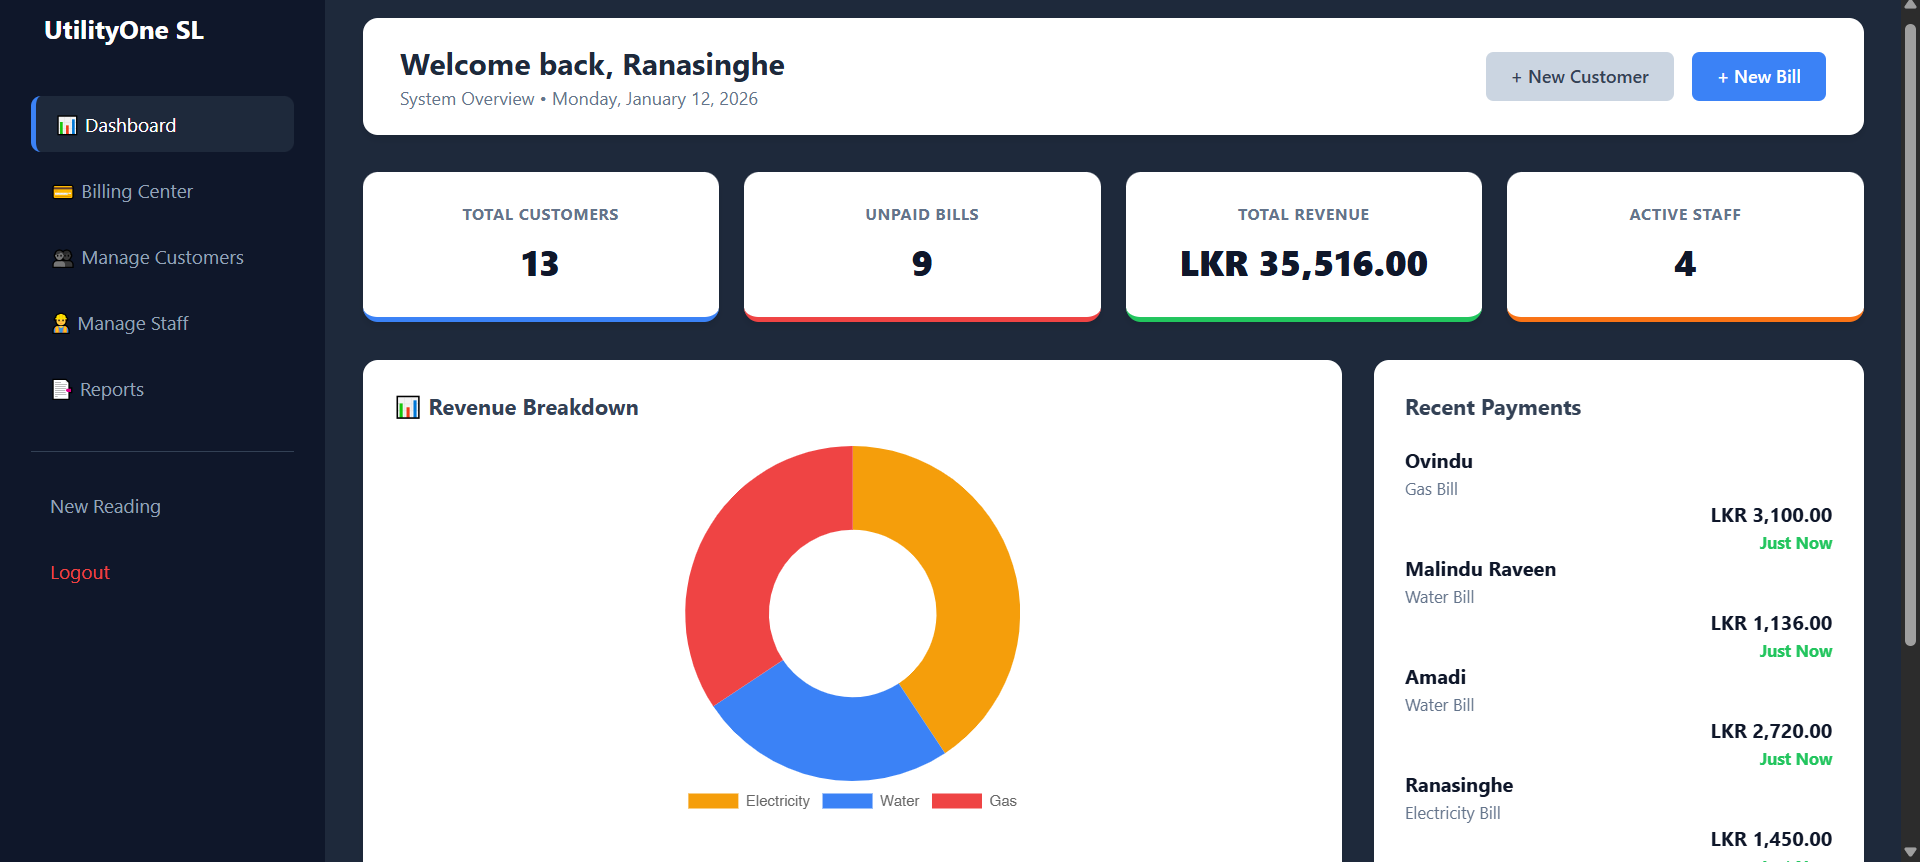 UtilityOne SL
Dashboard
Billing Center
Manage Customers
Manage Staff
Reports
New Reading
Logout
Welcome back, Ranasinghe
System Overview • Monday, January 12, 2026
+ New Customer
+ New Bill
TOTAL CUSTOMERS
13
UNPAID BILLS
9
TOTAL REVENUE
LKR 35,516.00
ACTIVE STAFF
4
Revenue Breakdown
Electricity
Water
Gas
Recent Payments
Ovindu
Gas Bill
LKR 3,100.00
Just Now
Malindu Raveen
Water Bill
LKR 1,136.00
Just Now
Amadi
Water Bill
LKR 2,720.00
Just Now
Ranasinghe
Electricity Bill
LKR 1,450.00